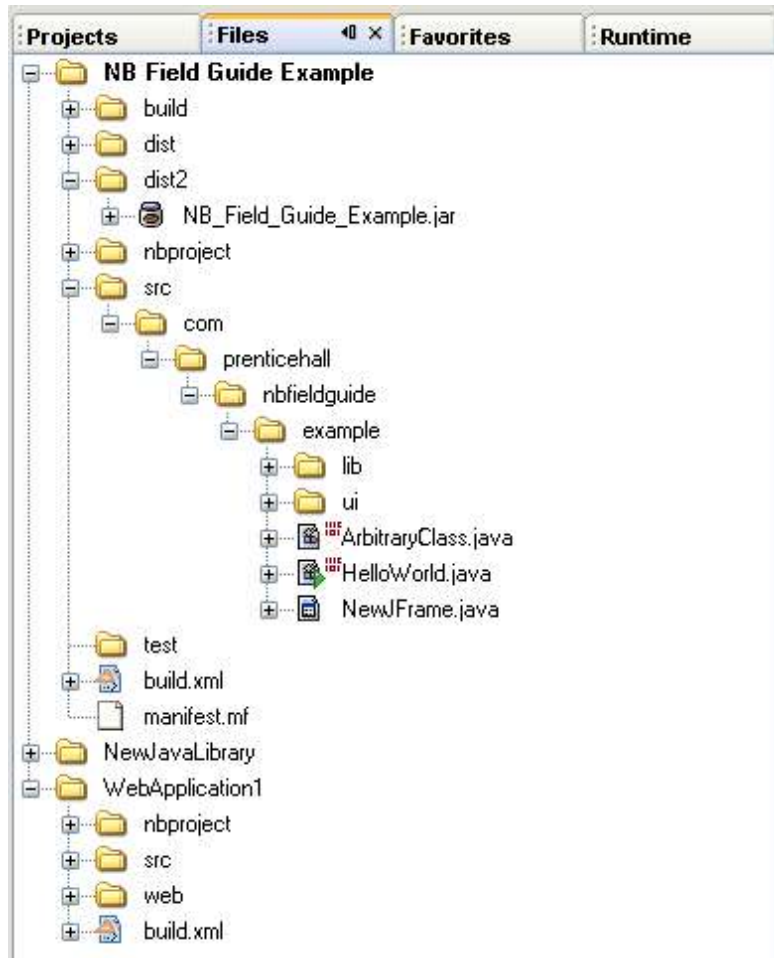 Projects Files Favorites Runtime
NB Field Guide Example
build
dist
dist2
NB_Field_Guide_Example.jar
nbproject
src
com
prenticehall
nbfieldguide
example
lib
ui
ArbitraryClass.java
HelloWorld.java
NewJFrame.java
test
build.xml
manifest.mf
NewJavaLibrary
WebApplication1
nbproject
src
web
build.xml